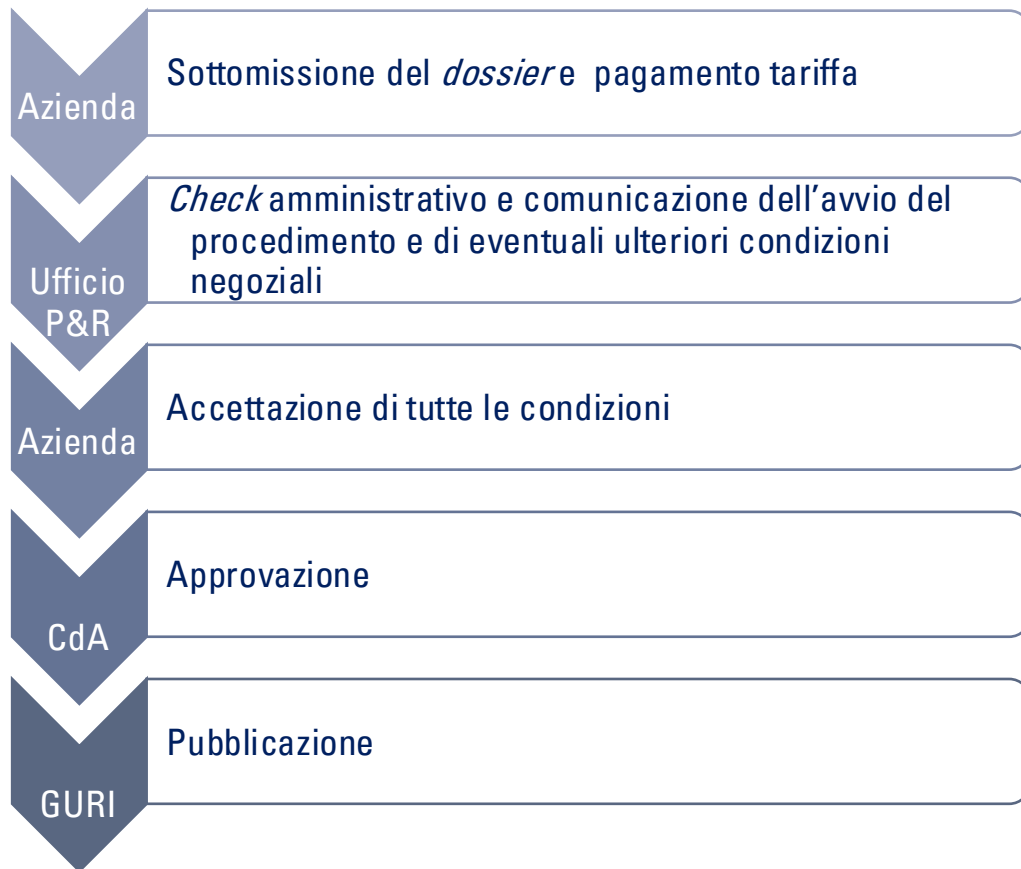 Azienda
Sottomissione del dossier e pagamento tariffa
Ufficio
P&R
Check amministrativo e comunicazione dell’avvio del
procedimento e di eventuali ulteriori condizioni
negoziali
Azienda
Accettazione di tutte le condizioni
CdA
Approvazione
GURI
Pubblicazione